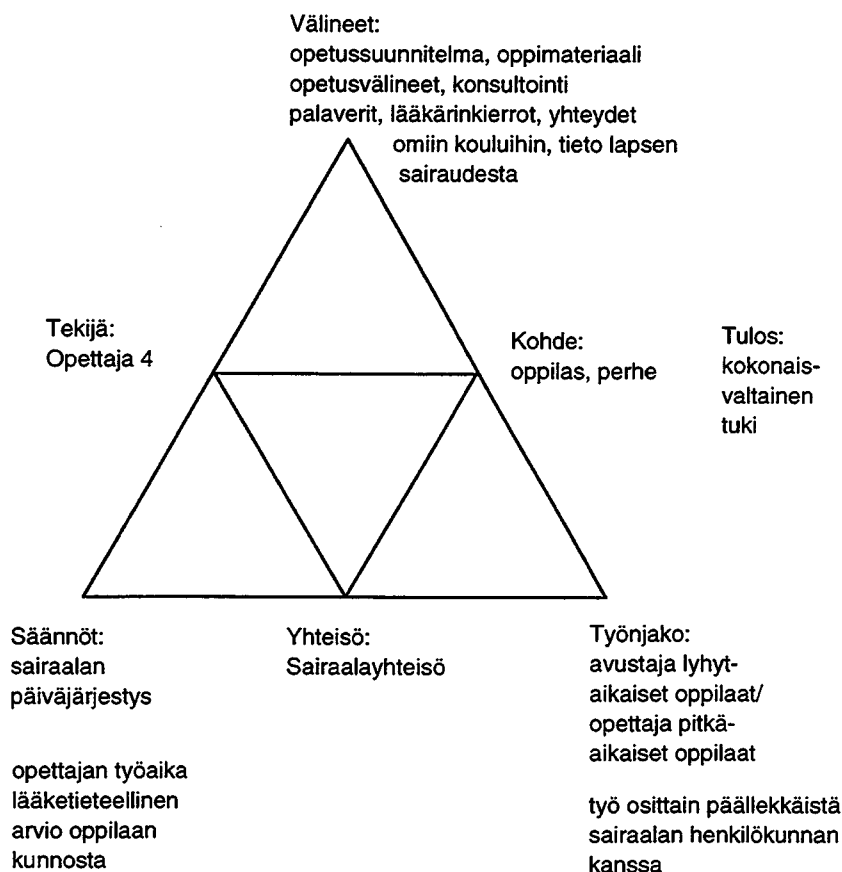 Välineet:
opetussuunnitelma, oppimateriaali
opetusvälineet, konsultointi
palaverit, lääkärinkierrot, yhteydet
omiin kouluihin, tieto lapsen
sairaudesta
Tekijä:
Opettaja 4
Kohde:
oppilas, perhe
Tulos:
kokonais-
valtainen
tuki
Säännöt:
sairaalan
päiväjärjestys
opettajan työaika
lääketieteellinen
arvio oppilaan
kunnosta
Yhteisö:
Sairaalayhteisö
Työnjako:
avustaja lyhyt-
aikaiset oppilaat/
opettaja pitkä-
aikaiset oppilaat
työ osittain päällekkäistä
sairaalan henkilökunnan
kanssa